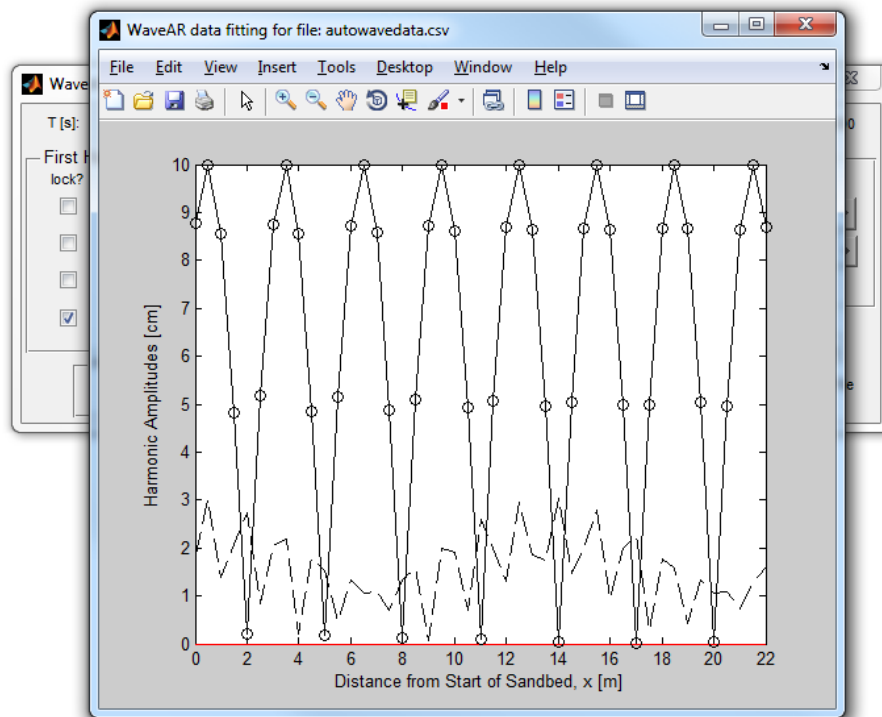 WaveAR data fitting for file: autowavedata.csv
File Edit View Insert Tools Desktop Window Help
T [s]:
lock?
Harmonic Amplitudes [cm]
10
9
8
7
6
5
4
3
2
1
0
0 2 4 6 8 10 12 14 16 18 20 22
Distance from Start of Sandbed, x [m]